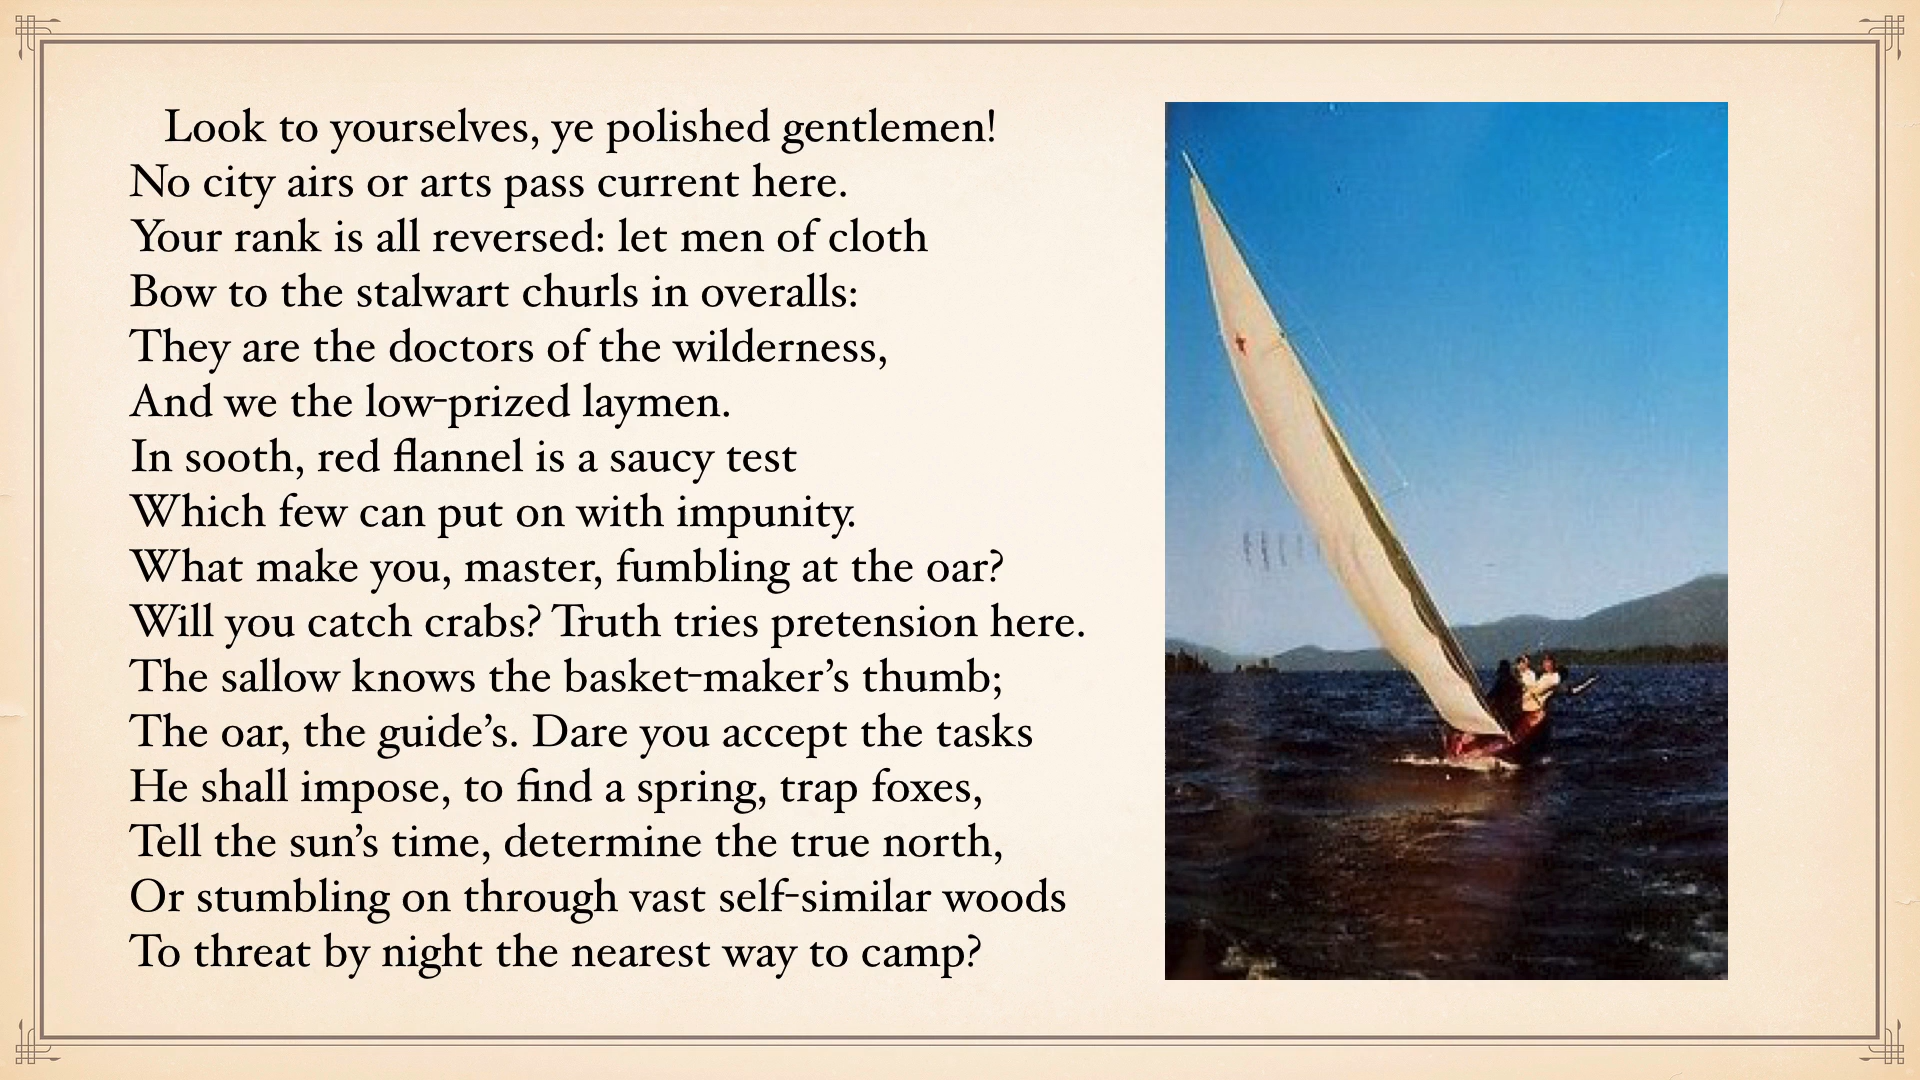 Look to yourselves, ye polished gentlemen!
No city airs or arts pass current here.
Your rank is all reversed: let men of cloth
Bow to the stalwart churls in overalls:
They are the doctors of the wilderness,
And we the low-prized laymen.
In sooth, red flannel is a saucy test
Which few can put on with impunity.
What make you, master, fumbling at the oar?
Will you catch crabs? Truth tries pretension here.
The sallow knows the basket-maker’s thumb;
The oar, the guide’s. Dare you accept the tasks
He shall impose, to find a spring, trap foxes,
Tell the sun’s time, determine the true north,
Or stumbling on through vast self-similar woods
To threat by night the nearest way to camp?